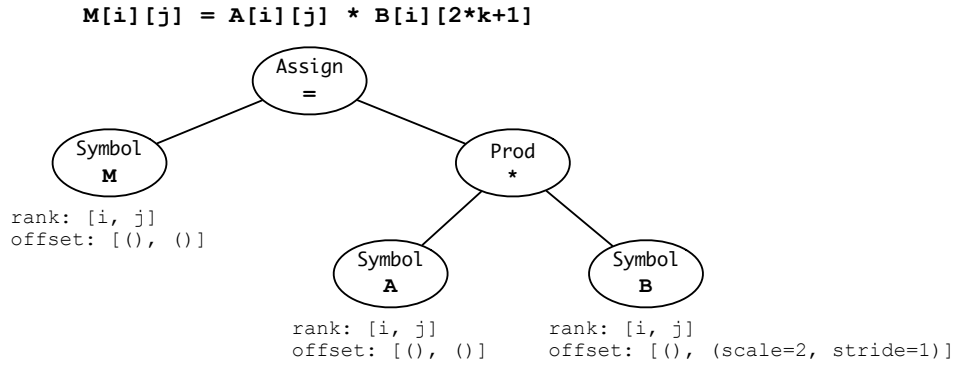 M[i][j] = A[i][j] * B[i][2*k+1]
Assign
=
Symbol
M
Prod
*
rank: [i, j]
offset: [(), ()]
Symbol
A
Symbol
B
rank: [i, j]
offset: [(), ()]
rank: [i, j]
offset: [(), (scale=2, stride=1)]